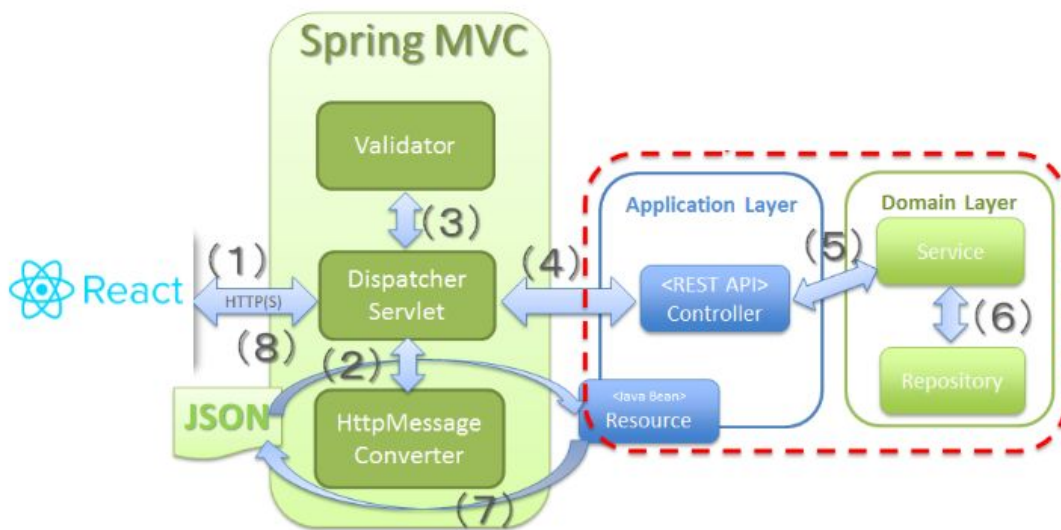 Spring MVC
Validator
(3)
(1)
React
HTTP(S)
Dispatcher
Servlet
(4)
Application Layer
<REST API>
Controller
(5)
Domain Layer
Service
(6)
Repository
(8)
(2)
JSON
HttpMessage
Converter
<Java Bean>
Resource
(7)